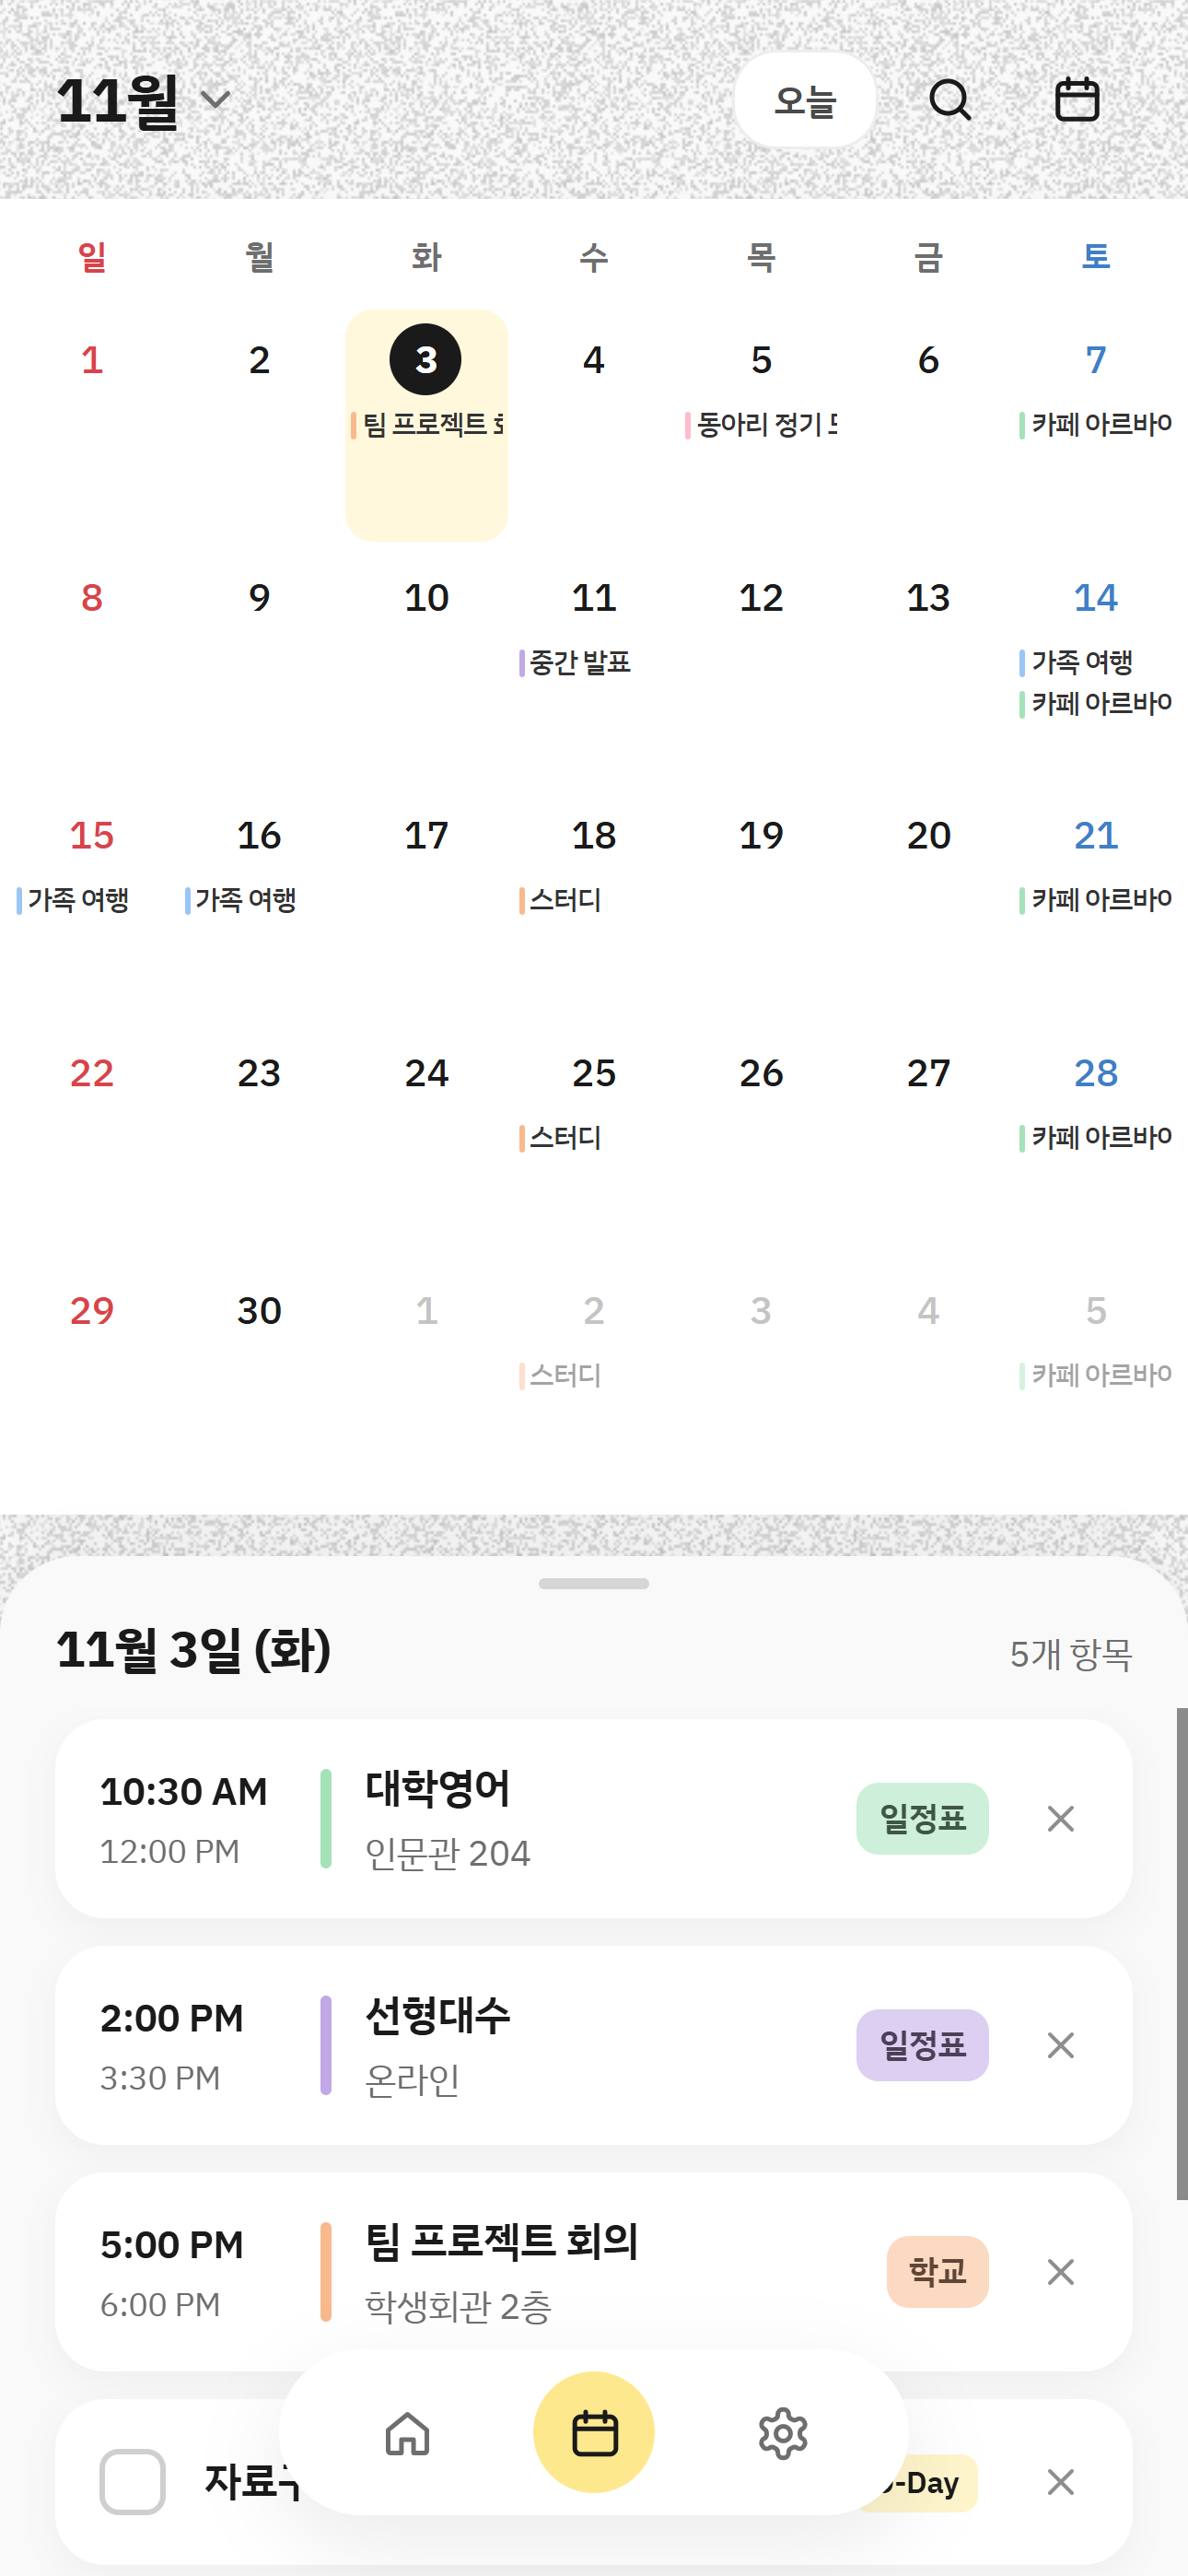 11월
오늘
일 월 화 수 목 금 토
1 2 3 4 5 6 7
팀 프로젝트 동아리 정기 카페 아르바
8 9 10 11 12 13 14
중간 발표 가족 여행
카페 아르바
15 16 17 18 19 20 21
가족 여행 가족 여행 스터디 카페 아르바
22 23 24 25 26 27 28
스터디 카페 아르바
29 30 1 2 3 4 5
스터디 카페 아르바
11월 3일 (화)
5개 항목
10:30 AM 대학영어
12:00 PM 인문관 204
일정표
2:00 PM 선형대수
3:30 PM 온라인
일정표
5:00 PM 팀 프로젝트 회의
6:00 PM 학생회관 2층
학교
자료
-Day